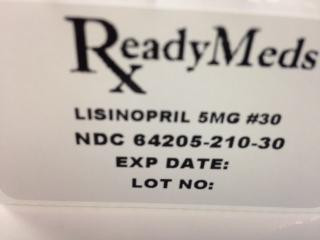 Rx ReadyMeds
LISINOPRIL 5MG #30
NDC 64205-210-30
EXP DATE:
LOT NO: